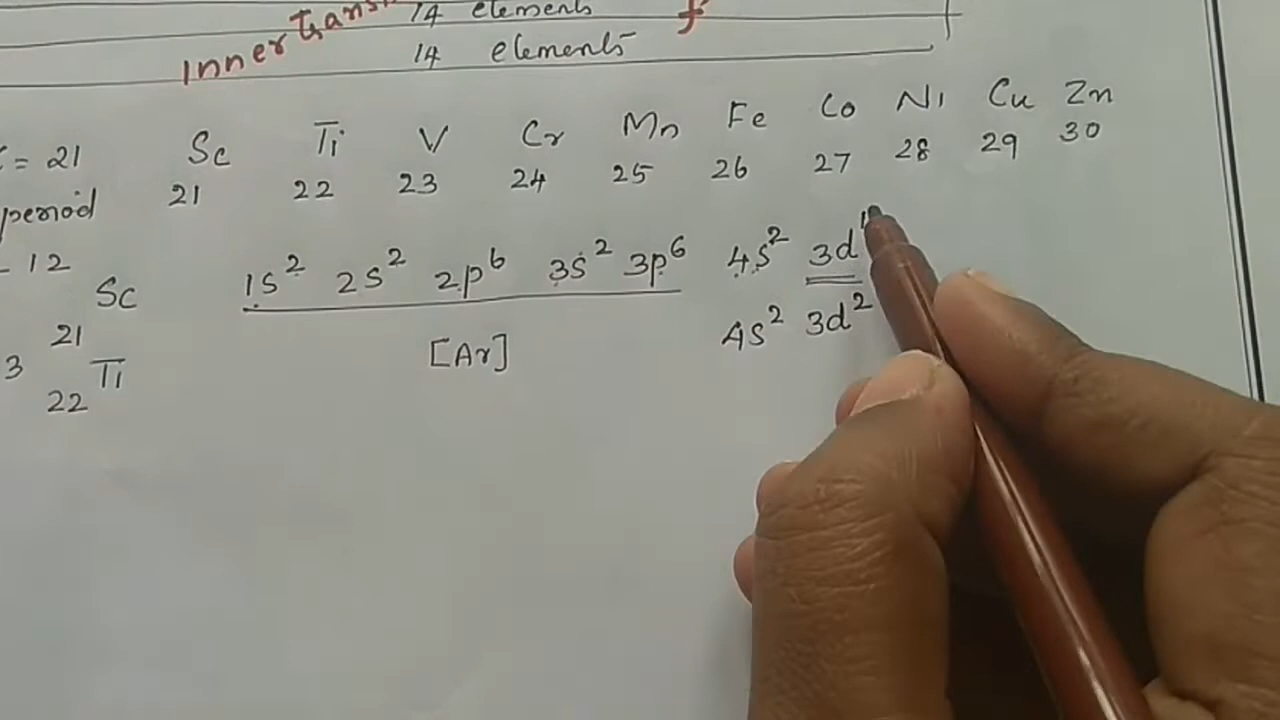 14 elements
Inner f
14 elements
= 21 Sc Ti V Cr Mn Fe Co Ni Cu Zn
period 21 22 23 24 25 26 27 28 29 30
- 12
Sc 1s² 2s² 2p⁶ 3s² 3p⁶ 4s² 3d¹
21 [Ar] 4s² 3d²
3 Ti
22